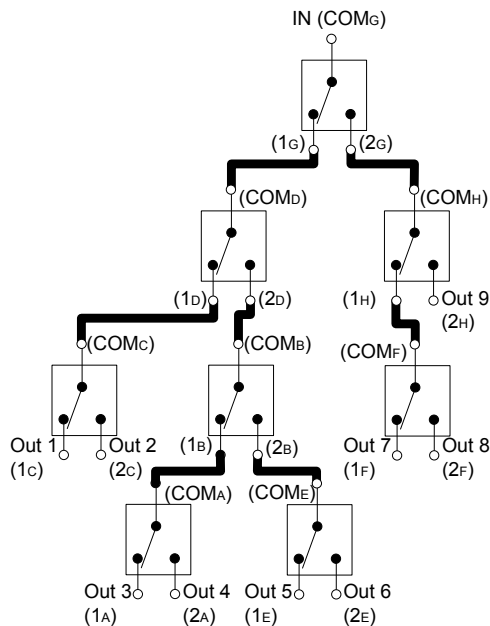 IN (COMG)
(1G) (2G)
(COMD) (COMH)
(1D) (2D) (1H) Out 9
(2H)
(COMC) (COMB) (COMF)
Out 1 Out 2 (1B) (2B) Out 7 Out 8
(1C) (2C) (1F) (2F)
(COMA) (COME)
Out 3 Out 4 Out 5 Out 6
(1A) (2A) (1E) (2E)